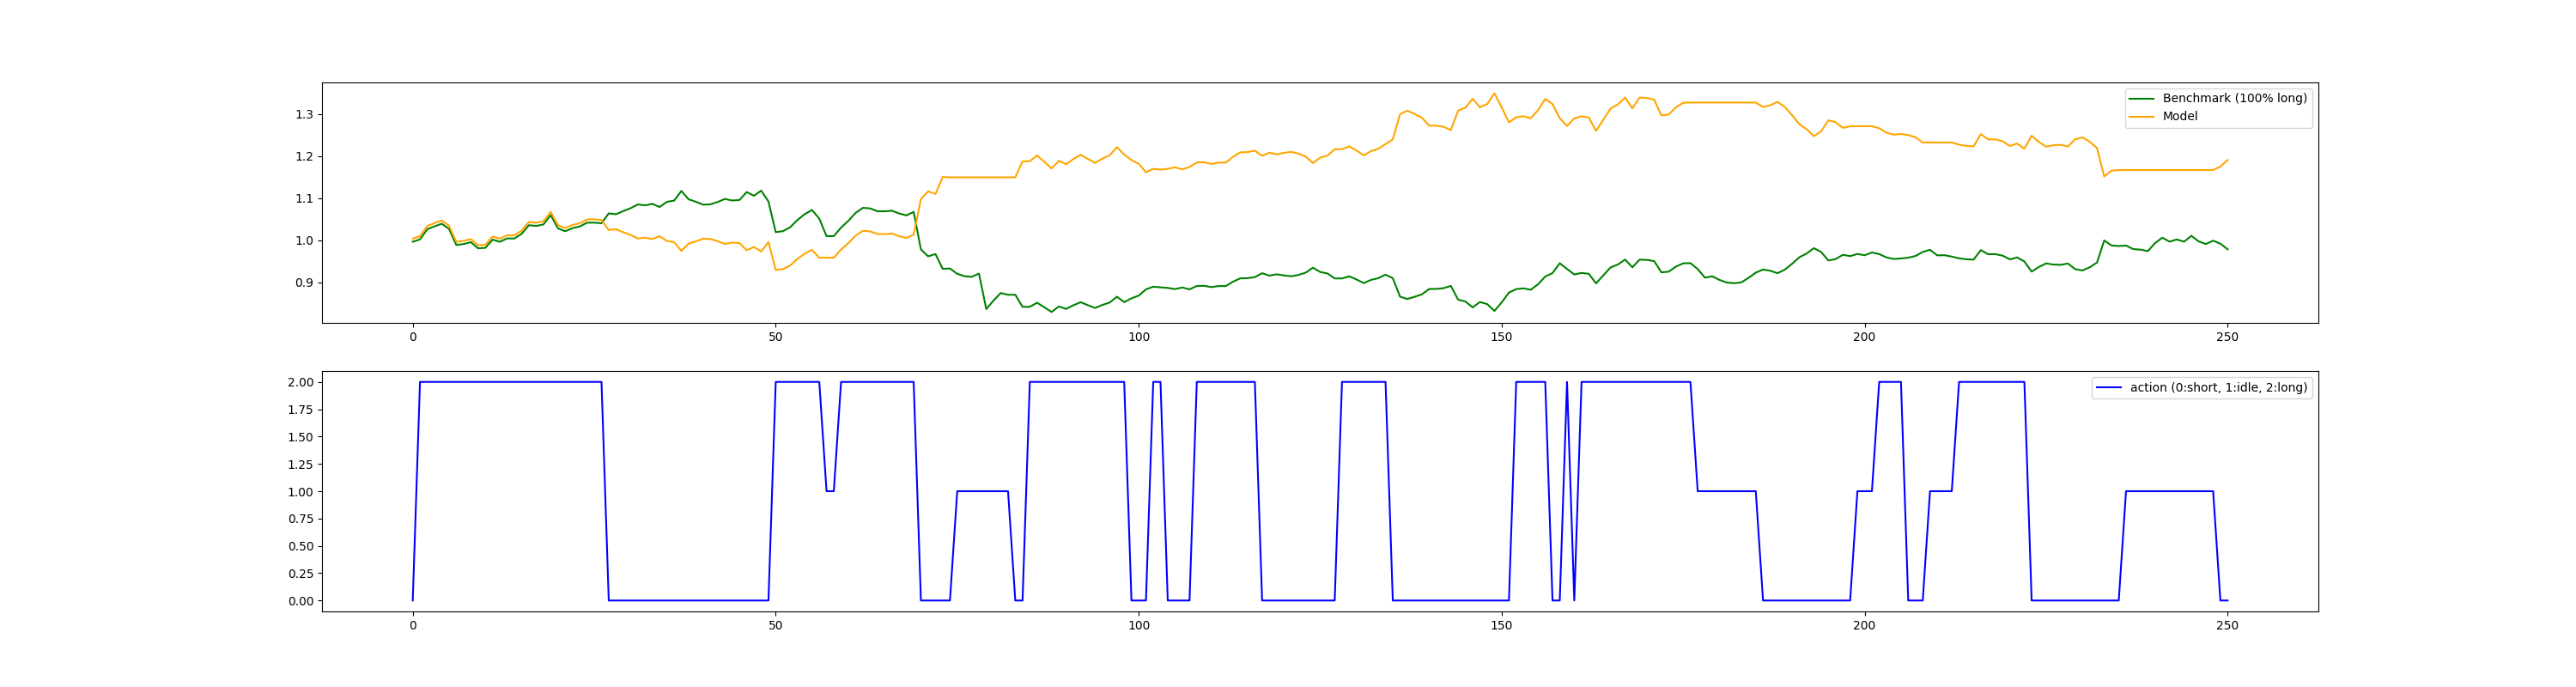 1.3
1.2
1.1
1.0
0.9
Benchmark (100% long)
Model
0 50 100 150 200 250
2.00
1.75
1.50
1.25
1.00
0.75
0.50
0.25
0.00
action (0:short, 1:idle, 2:long)
0 50 100 150 200 250